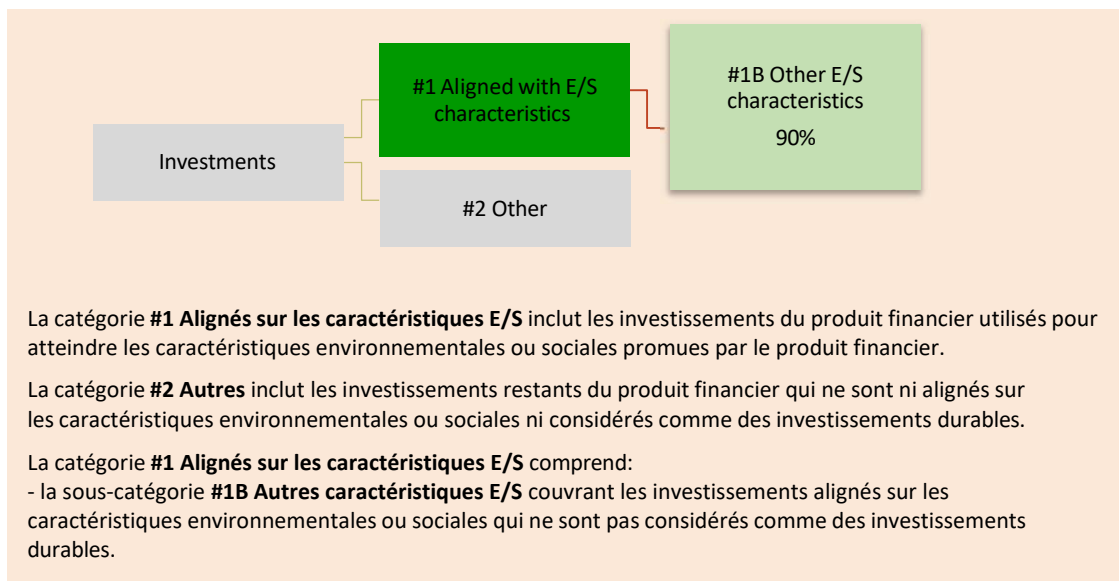 #1 Aligned with E/S
characteristics
#1B Other E/S
characteristics
90%
Investments
#2 Other
La catégorie #1 Alignés sur les caractéristiques E/S inclut les investissements du produit financier utilisés pour
atteindre les caractéristiques environnementales ou sociales promues par le produit financier.
La catégorie #2 Autres inclut les investissements restants du produit financier qui ne sont ni alignés sur
les caractéristiques environnementales ou sociales ni considérés comme des investissements durables.
La catégorie #1 Alignés sur les caractéristiques E/S comprend:
- la sous-catégorie #1B Autres caractéristiques E/S couvrant les investissements alignés sur les
caractéristiques environnementales ou sociales qui ne sont pas considérés comme des investissements
durables.